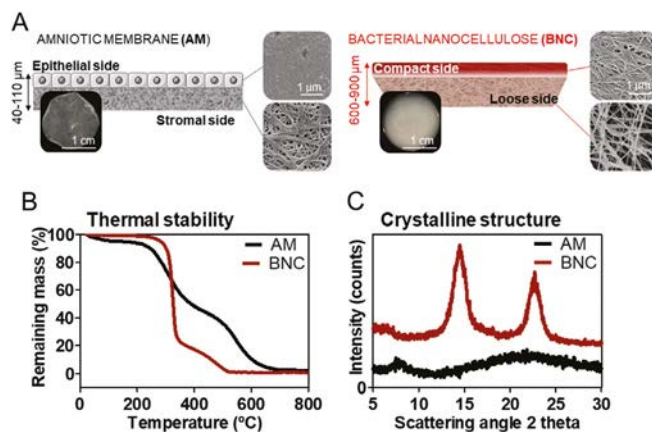 A
AMNIOTIC MEMBRANE (AM)
Epithelial side
40-110 µm
Stromal side
1 cm
1 µm
BACTERIAL NANOCELLULOSE (BNC)
Compact side
600-900 µm
Loose side
1 cm
1 µm
B
Thermal stability
Remaining mass (%)
100
80
60
40
20
0
AM
BNC
0 200 400 600 800
Temperature (ºC)
C
Crystalline structure
Intensity (counts)
0
AM
BNC
5 10 15 20 25 30
Scattering angle 2 theta